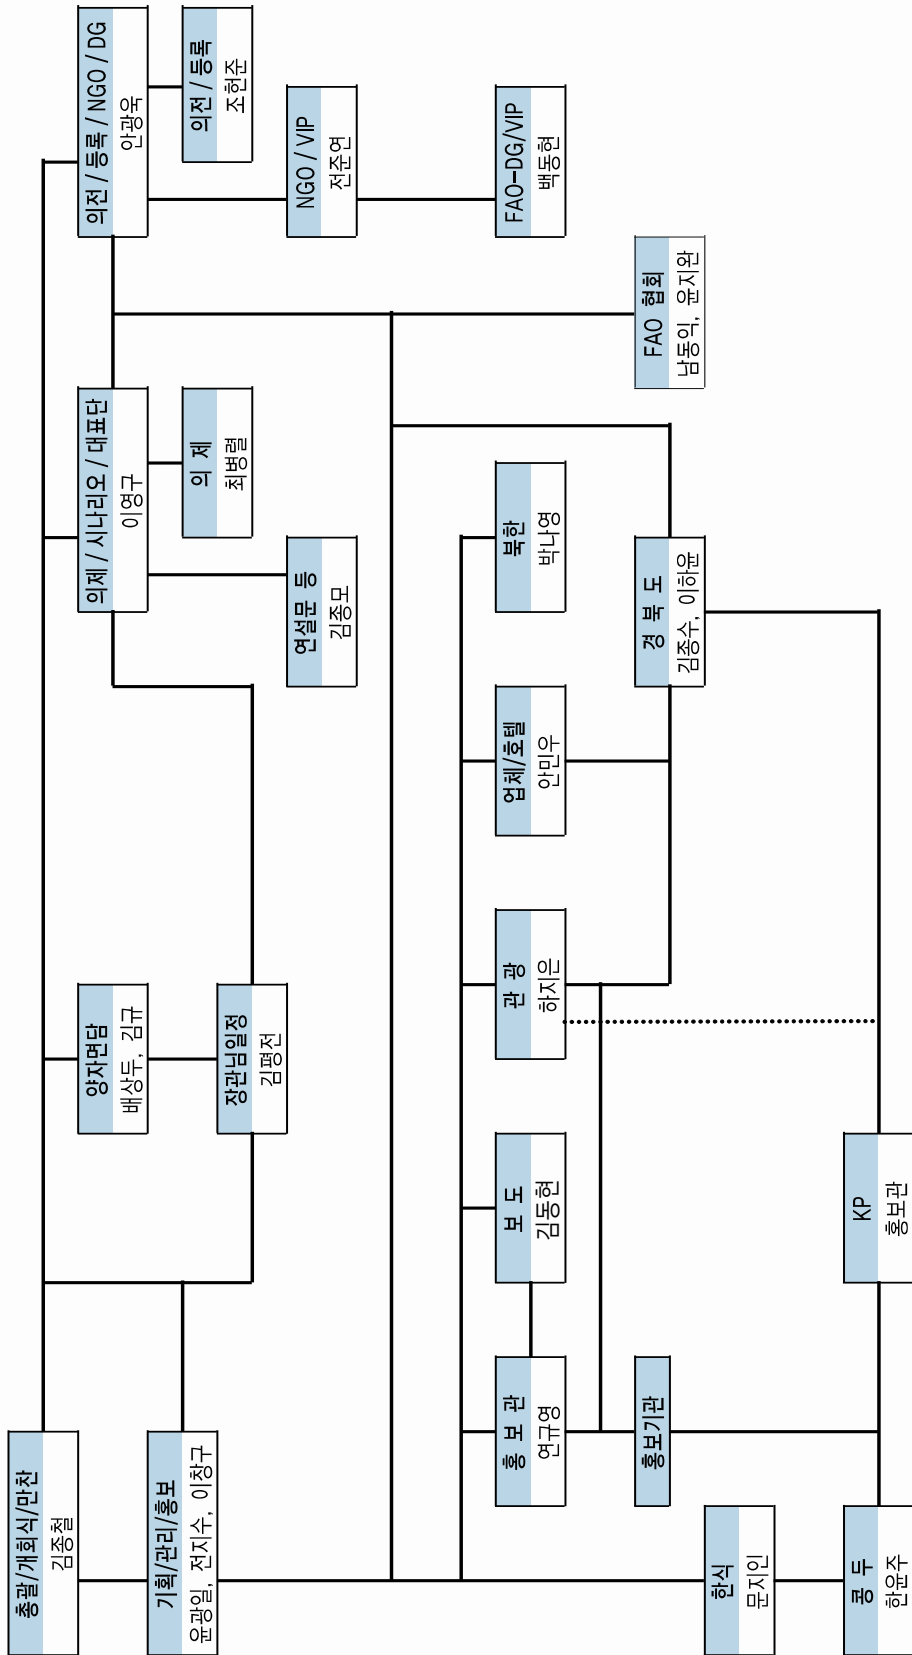 총괄/개회식/만찬
김종철
양자면담
배상두, 김규
의제 / 시나리오 / 대표단
이영구
의전 / 등록 / NGO / DG
안광욱
기획/관리/홍보
윤광일, 전지수, 이창구
의 제
최병렬
의전 / 등록
조현준
장관님일정
김평전
연설문 등
김종모
NGO / VIP
전준연
홍 보 관
연규영
보 도
김동현
관 광
하지은
업체/호텔
안민우
북한
박나영
FAO-DG/VIP
백동현
홍보기관
경 북 도
김종수, 이하윤
FAO 협회
남동익, 윤지완
한식
문지인
콩 두
한윤주
KP
홍보관